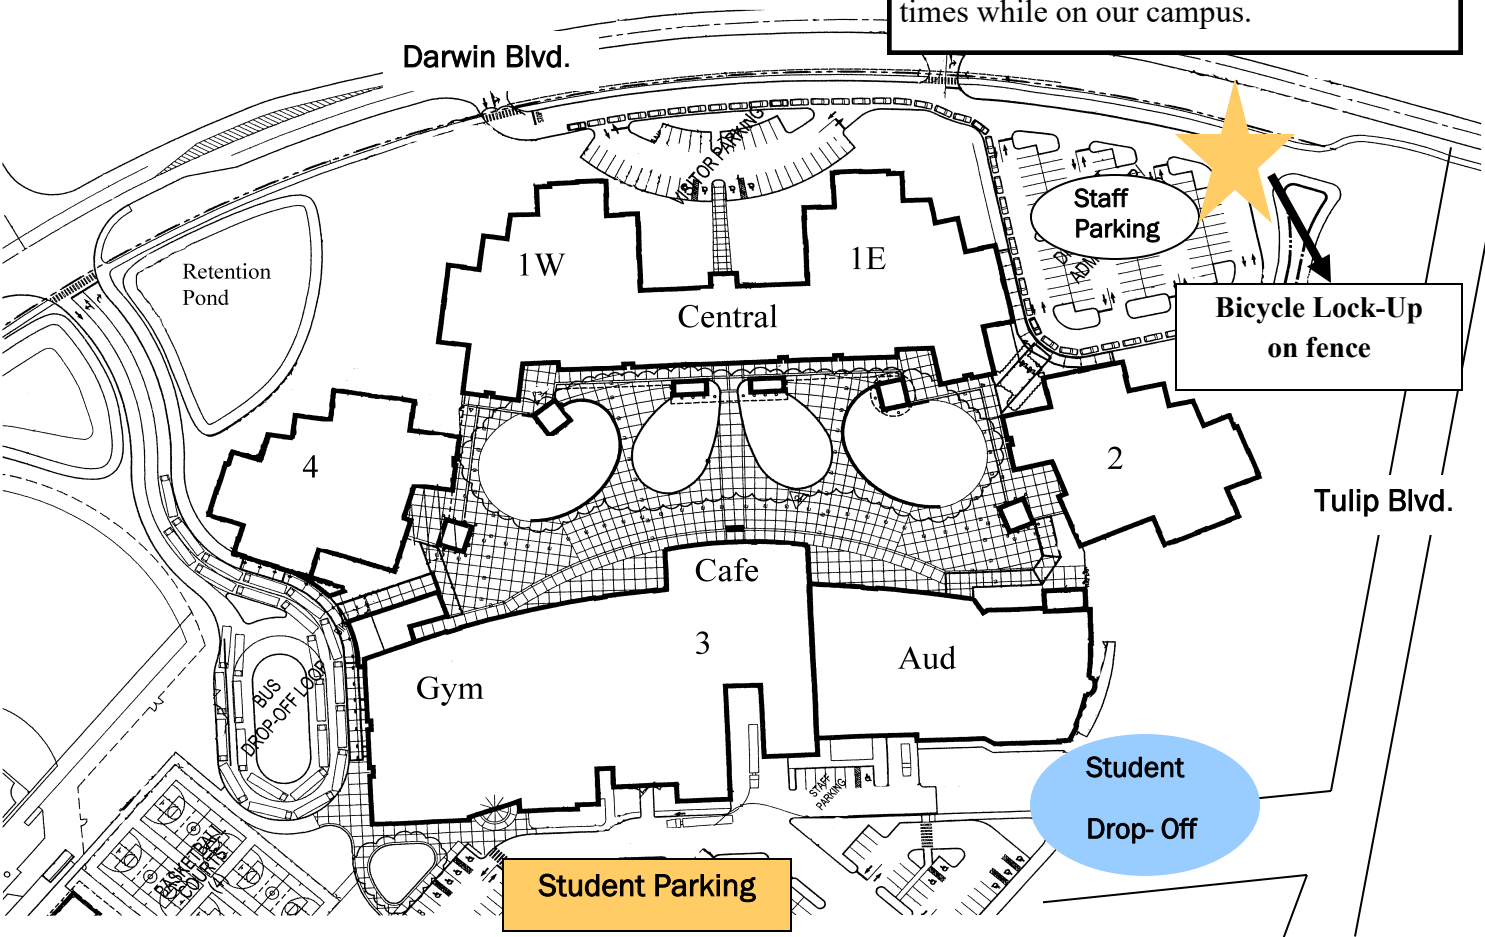 times while on our campus.
Darwin Blvd.
VISITOR PARKING
Staff
Parking
1W
1E
Retention
Pond
Central
Bicycle Lock-Up
on fence
4
2
Tulip Blvd.
Cafe
3
Aud
Gym
BUS
DROP-OFF LOOP
Student
Drop- Off
STAFF
PARKING
BASKETBALL
COURTS
Student Parking